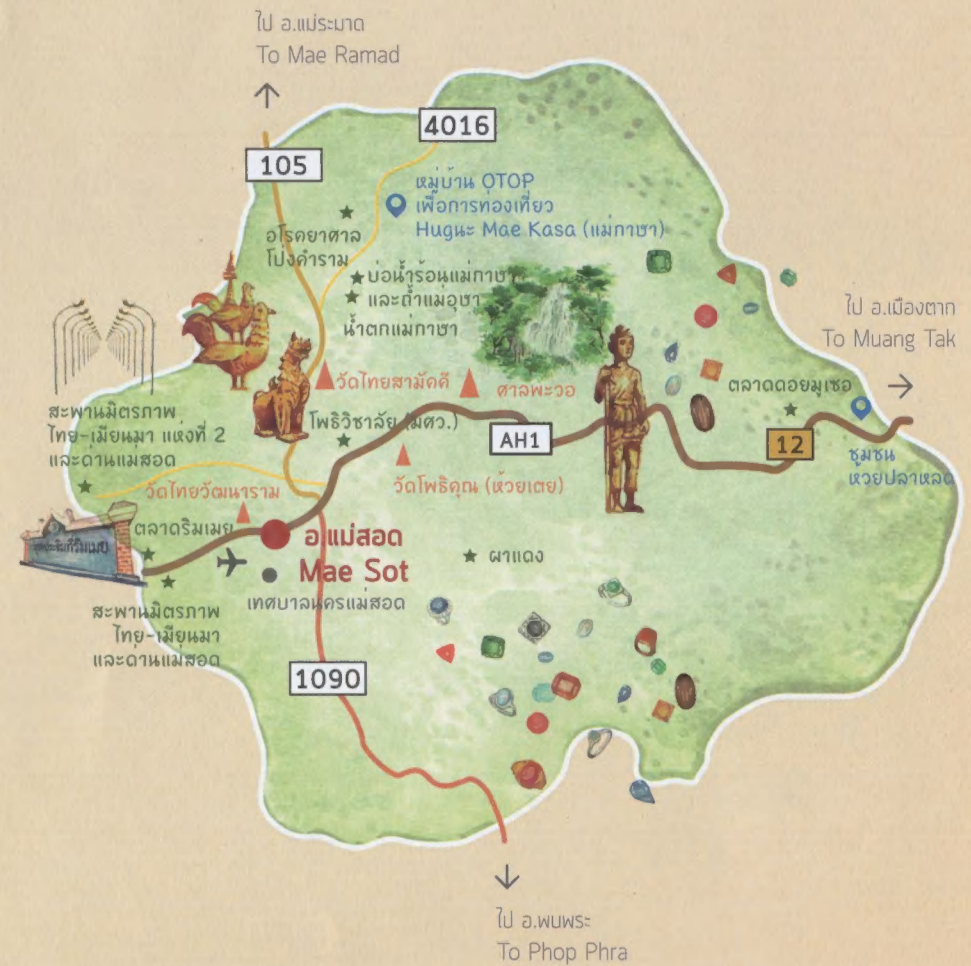 ไป อ.แม่ระมาด
To Mae Ramad
4016
105
หมู่บ้าน OTOP
เพื่อการท่องเที่ยว
Hugนะ Mae Kasa (แม่กาษา)
อโรคยาศาล
โป่งคำราม
บ่อน้ำร้อนแม่กาษา
และถ้ำแม่อุษา
น้ำตกแม่กาษา
ไป อ.เมืองตาก
To Muang Tak
วัดไทยสามัคคี
ศาลพะวอ
ตลาดดอยมูเซอ
สะพานมิตรภาพ
ไทย-เมียนมา แห่งที่ 2
และด่านแม่สอด
โพธิวิชาลัย (มศว.)
AH1
12
ชุมชน
ห้วยปลาหลด
วัดโพธิคุณ (ห้วยเตย)
วัดไทยวัฒนาราม
ตลาดริมเมย
อ.แม่สอด
Mae Sot
เทศบาลนครแม่สอด
ผาแดง
สะพานมิตรภาพ
ไทย-เมียนมา
และด่านแม่สอด
1090
ไป อ.พบพระ
To Phop Phra